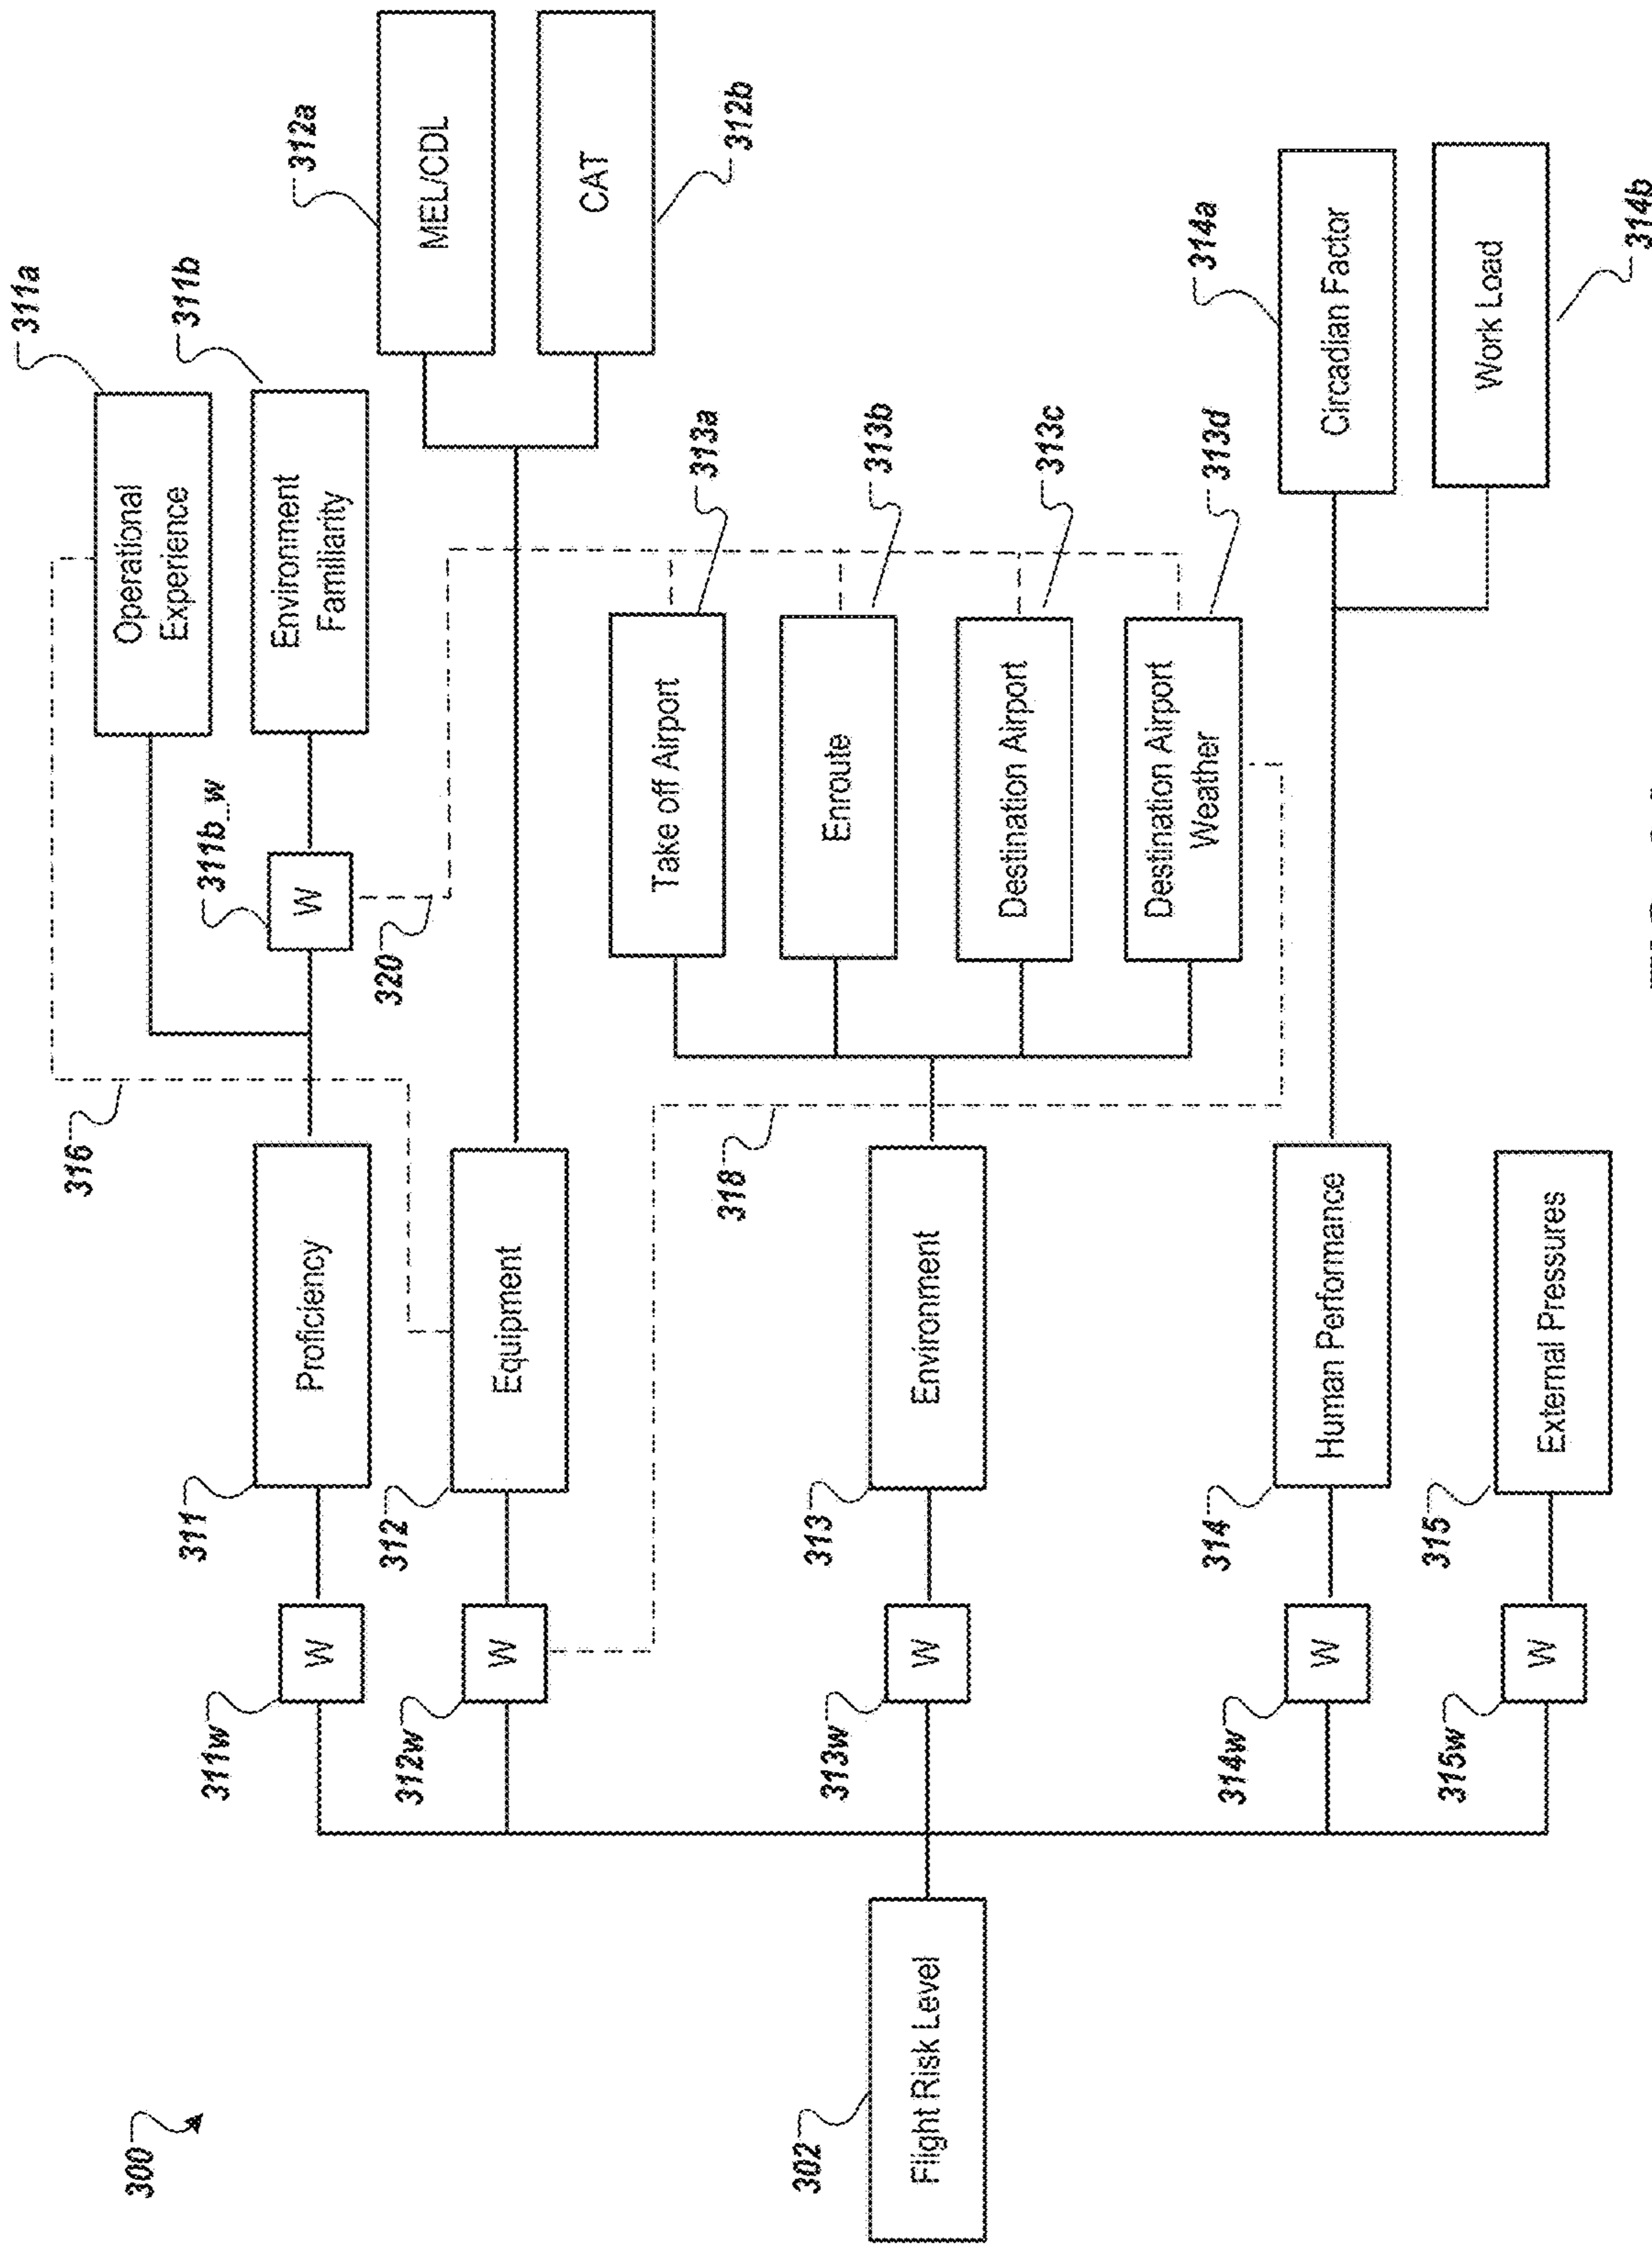 300
302
Flight Risk Level
311w
W
311
Proficiency
316
311b_w
W
311a
Operational
Experience
311b
Environment
Familiarity
312w
W
312
Equipment
320
312a
MEL/CDL
CAT
312b
318
313w
W
313
Environment
Take off Airport
313a
Enroute
313b
Destination Airport
313c
Destination Airport
Weather
313d
314w
W
314
Human Performance
314a
Circadian Factor
Work Load
314b
315w
W
315
External Pressures